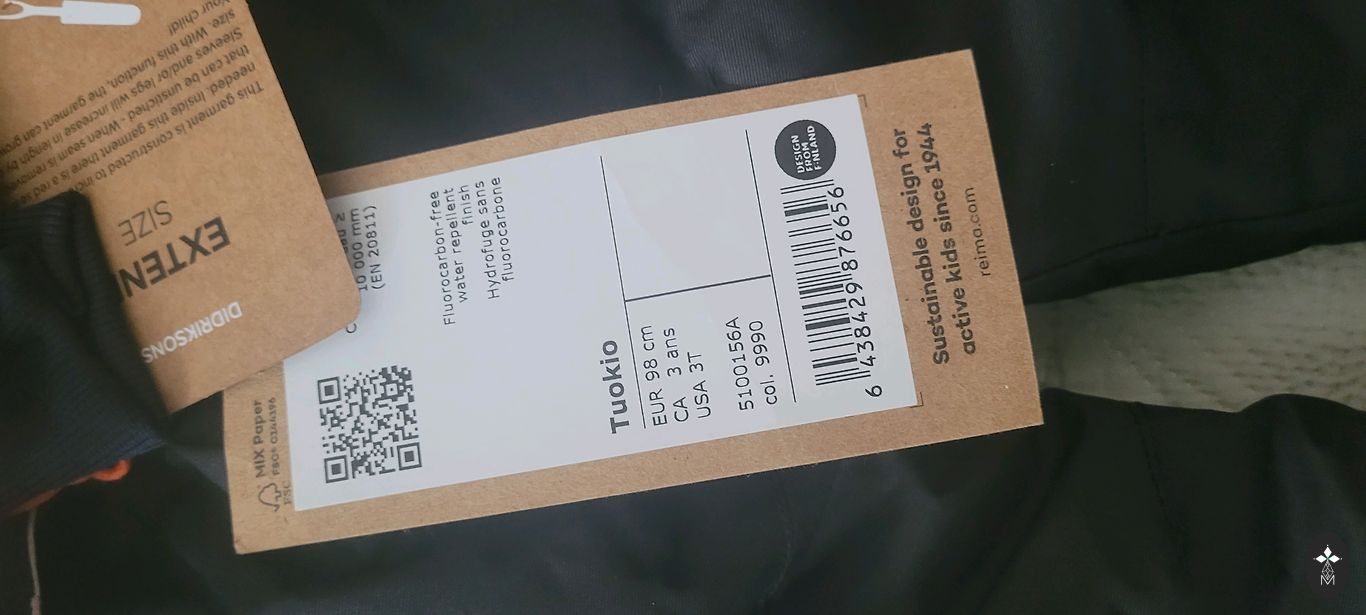 MIX Paper
FSC® C144196
FSC
10 000 mm
(EN 20811)
Fluorocarbon-free
water repellent
finish
Hydrofuge sans
fluorocarbone
Tuokio
EUR 98 cm
CA 3 ans
USA 3T
5100156A
col. 9990
DESIGN
FROM
FINLAND
6 438429 876656
Sustainable design for
active kids since 1944
reima.com
DIDRIKSONS
EXTEN
SIZE
This garment is constructed to
needed. Inside this garment there is a red
that can be unstiched. When seam is
Sleeves and/or legs will increase in length
size. With this function, the garment can
Your child!
M